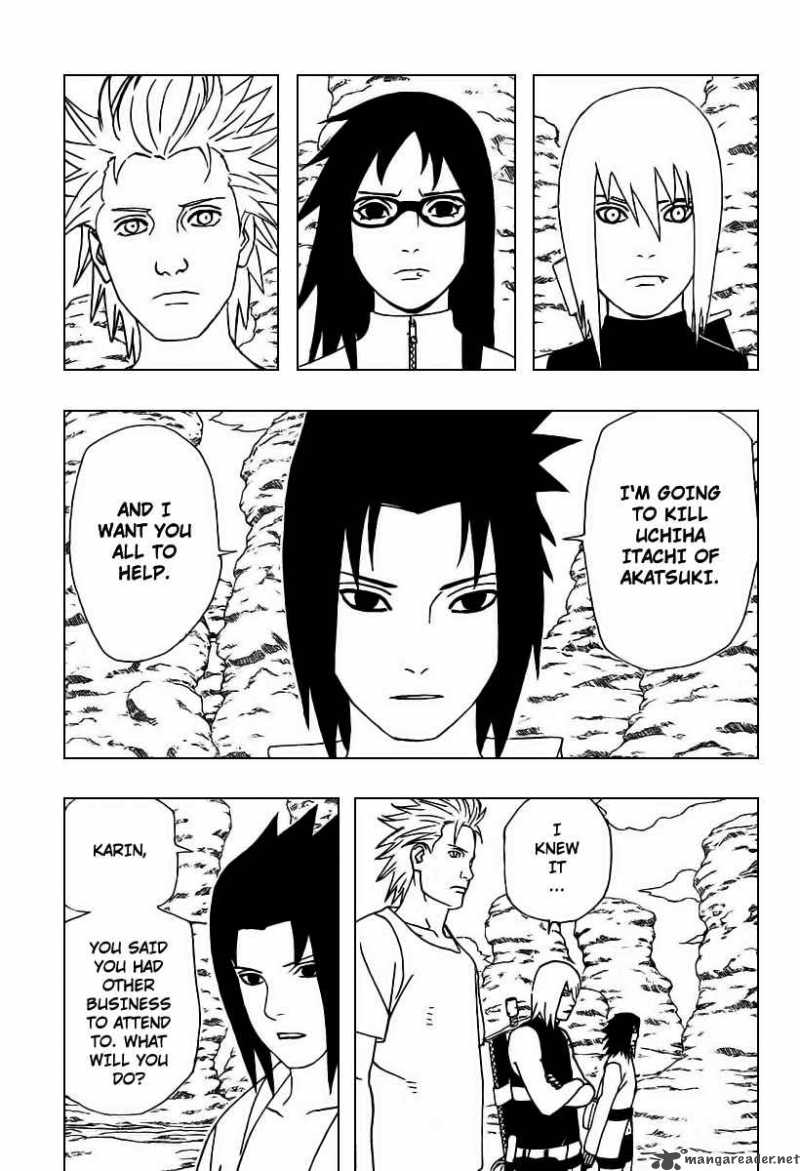 I'M GOING
TO KILL
UCHIHA
ITACHI OF
AKATSUKI.
AND I
WANT YOU
ALL TO
HELP.
I
KNEW
IT
...
KARIN,
YOU SAID
YOU HAD
OTHER
BUSINESS
TO ATTEND
TO. WHAT
WILL YOU
DO?
mangareader.net